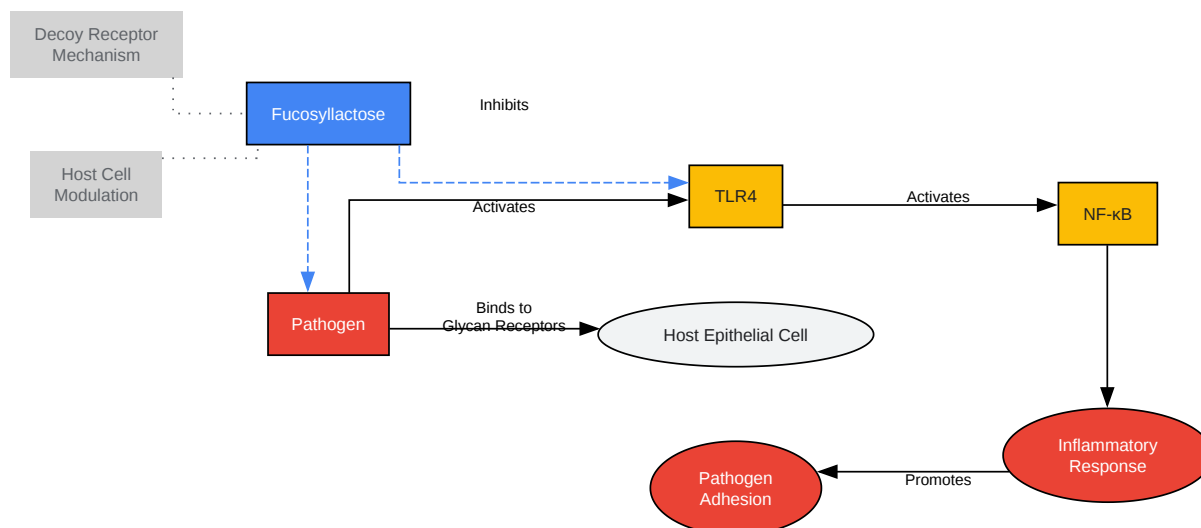 Decoy Receptor
Mechanism
Fucosyllactose
Inhibits
Host Cell
Modulation
TLR4
Activates
Activates
NF-κB
Pathogen
Binds to
Glycan Receptors
Host Epithelial Cell
Inflammatory
Response
Pathogen
Adhesion
Promotes